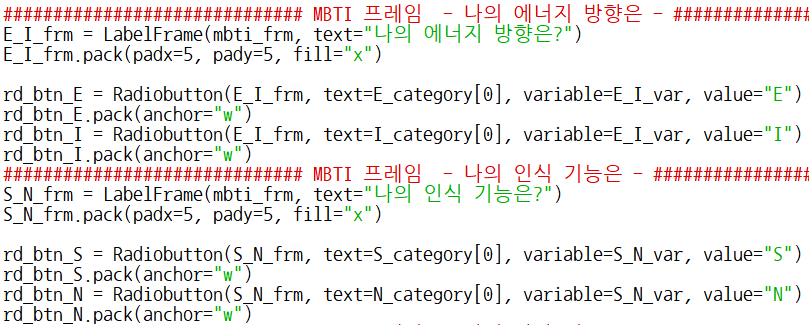 ############################## MBTI 프레임  - 나의 에너지 방향은 - ##############
E_I_frm = LabelFrame(mbti_frm, text="나의 에너지 방향은?")
E_I_frm.pack(padx=5, pady=5, fill="x")
rd_btn_E = Radiobutton(E_I_frm, text=E_category[0], variable=E_I_var, value="E")
rd_btn_E.pack(anchor="w")
rd_btn_I = Radiobutton(E_I_frm, text=I_category[0], variable=E_I_var, value="I")
rd_btn_I.pack(anchor="w")
############################## MBTI 프레임  - 나의 인식 기능은 - ################
S_N_frm = LabelFrame(mbti_frm, text="나의 인식 기능은?")
S_N_frm.pack(padx=5, pady=5, fill="x")
rd_btn_S = Radiobutton(S_N_frm, text=S_category[0], variable=S_N_var, value="S")
rd_btn_S.pack(anchor="w")
rd_btn_N = Radiobutton(S_N_frm, text=N_category[0], variable=S_N_var, value="N")
rd_btn_N.pack(anchor="w")